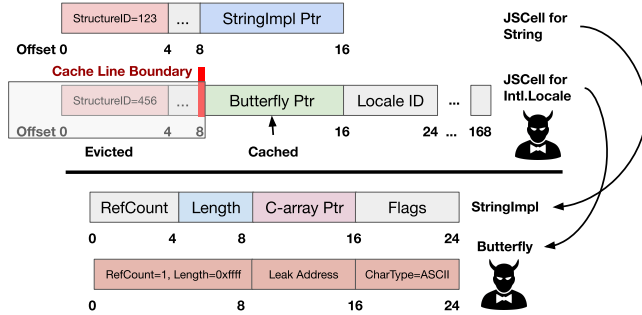 StructureID=123 ... StringImpl Ptr
JSCell for
String
Offset 0 4 8 16
Cache Line Boundary
StructureID=456 ... Butterfly Ptr Locale ID ...
JSCell for
Intl.Locale
Offset 0 4 8 16 24 ... 168
Evicted Cached
RefCount Length C-array Ptr Flags
StringImpl
0 4 8 16 24
Butterfly
RefCount=1, Length=0xffff Leak Address CharType=ASCII
0 8 16 24